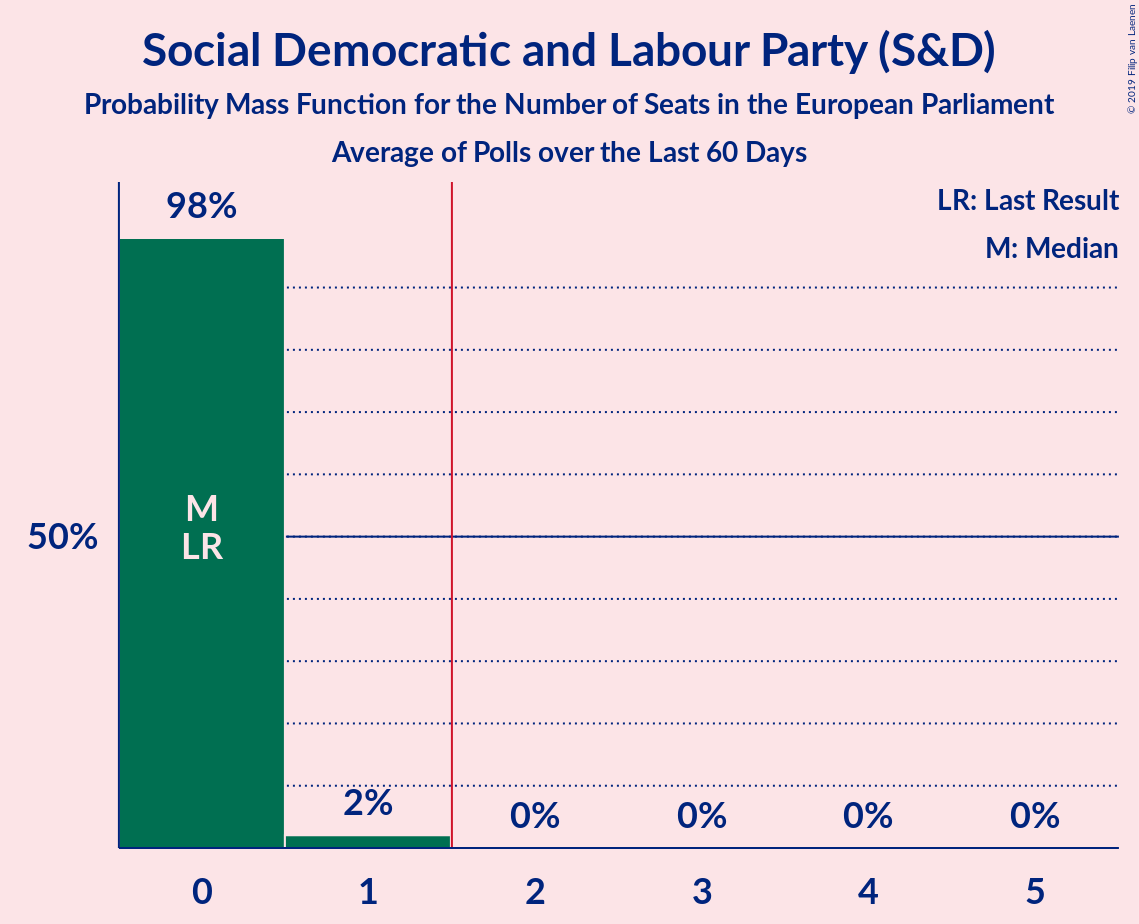 Social Democratic and Labour Party (S&D)
Probability Mass Function for the Number of Seats in the European Parliament
Average of Polls over the Last 60 Days
© 2019 Filip van Laenen
LR: Last Result
M: Median
98%
M
LR
50%
2%
0%
0%
0%
0%
0
1
2
3
4
5